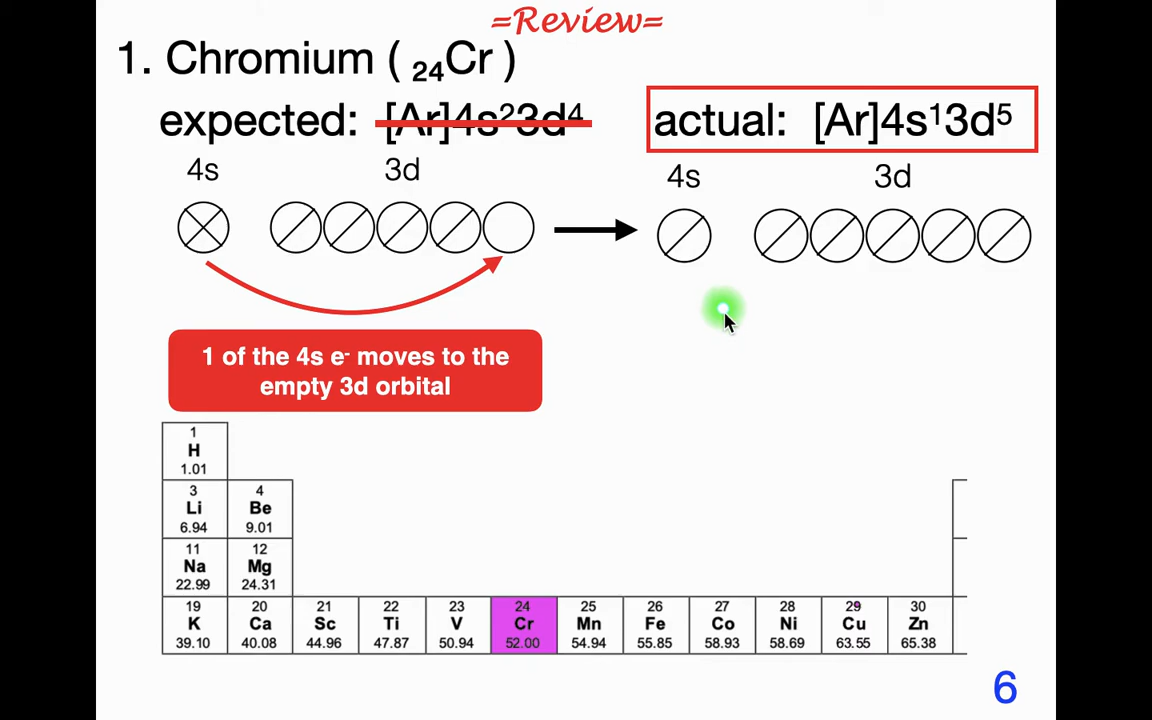 =Review=
1. Chromium ( ₂₄Cr )
expected: [Ar]4s²3d⁴ actual: [Ar]4s¹3d⁵
4s 3d 4s 3d
1 of the 4s e⁻ moves to the
empty 3d orbital
1
H
1.01
3 4
Li Be
6.94 9.01
11 12
Na Mg
22.99 24.31
19 20 21 22 23 24 25 26 27 28 29 30
K Ca Sc Ti V Cr Mn Fe Co Ni Cu Zn
39.10 40.08 44.96 47.87 50.94 52.00 54.94 55.85 58.93 58.69 63.55 65.38
6